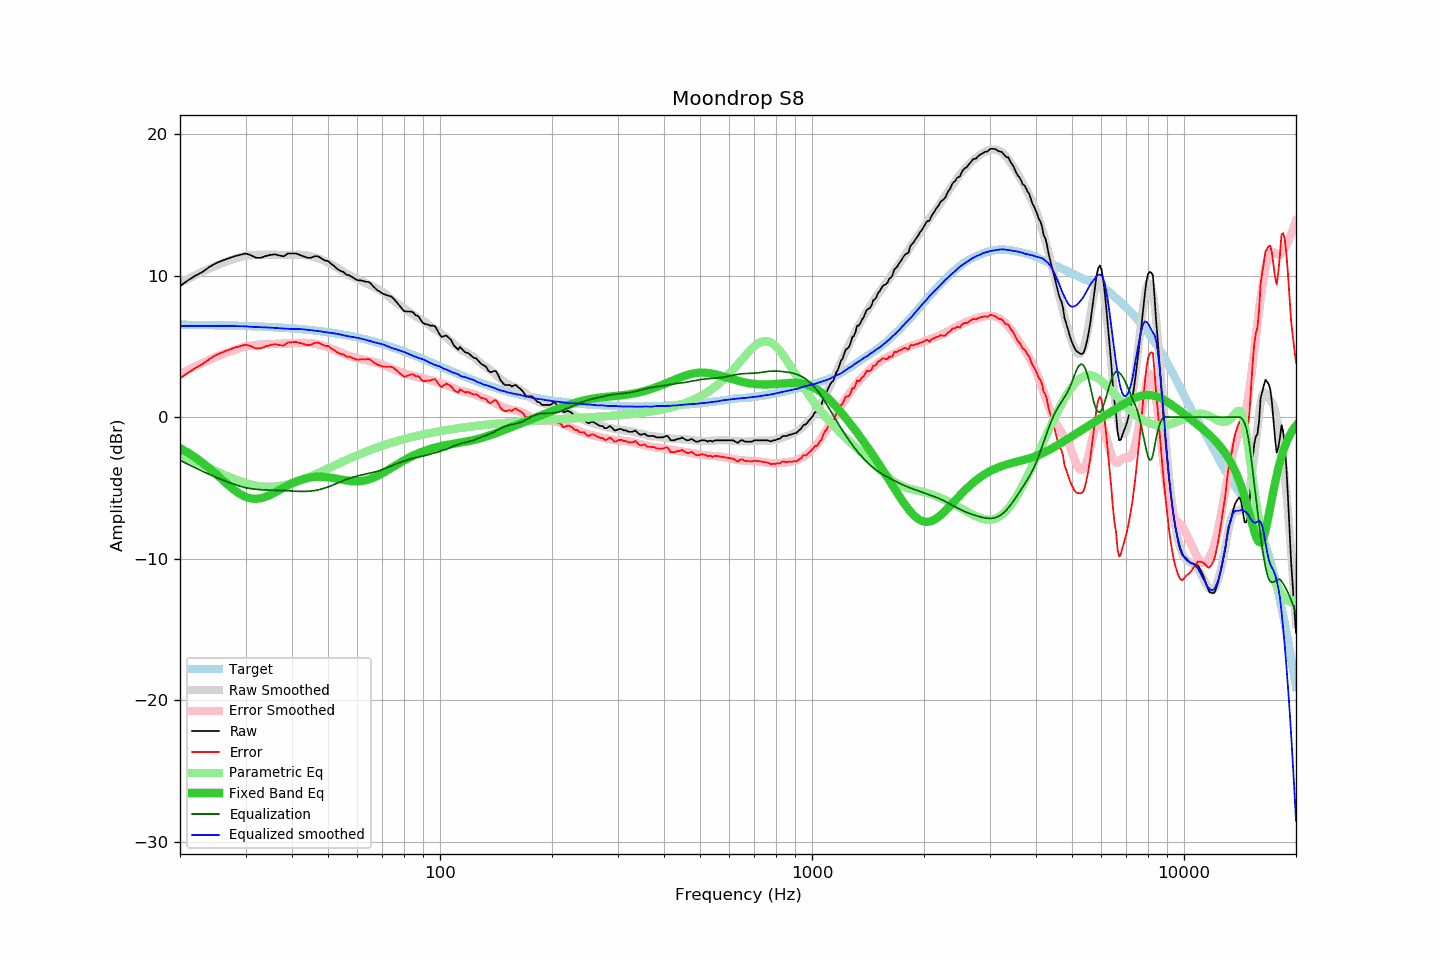 Moondrop S8
20
10
0
−10
−20
−30
Amplitude (dBr)
Target
Raw Smoothed
Error Smoothed
Raw
Error
Parametric Eq
Fixed Band Eq
Equalization
Equalized smoothed
100
1000
10000
Frequency (Hz)